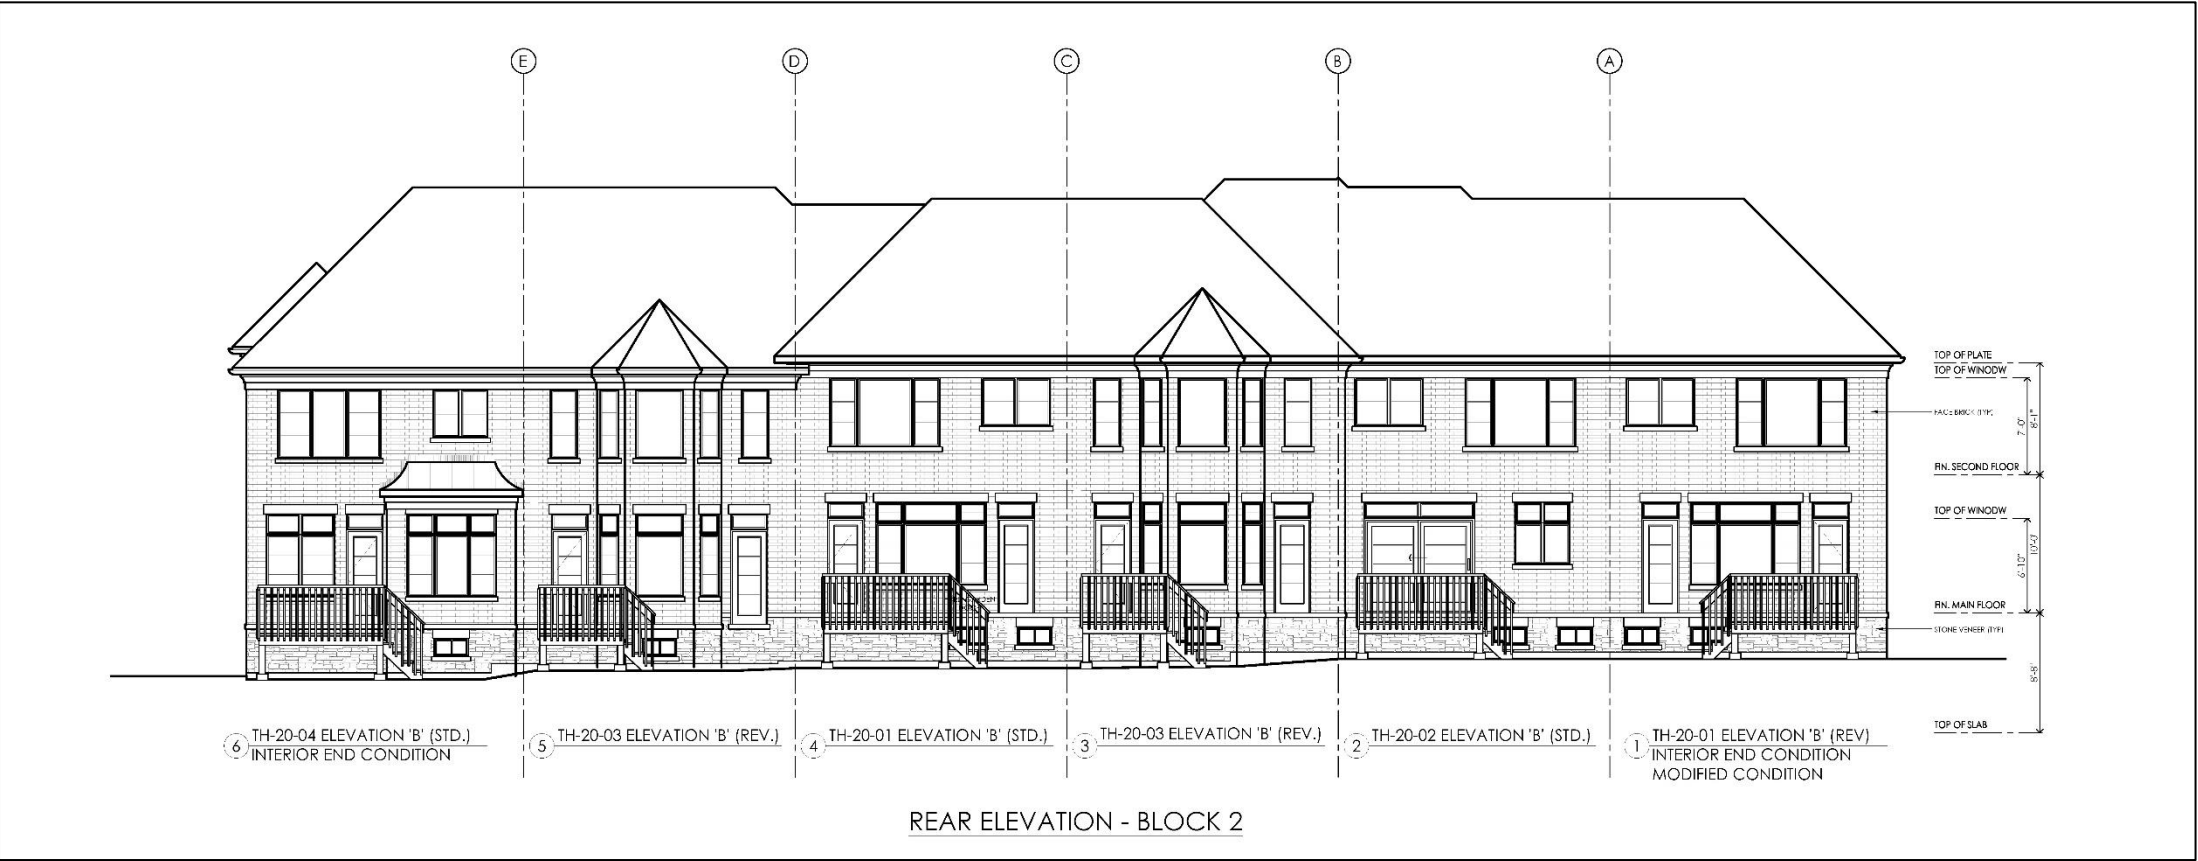 E
D
C
B
A
TOP OF PLATE
TOP OF WINODW
FACE BRICK (TYP)
7'-0"
8'-1"
FIN. SECOND FLOOR
TOP OF WINODW
6'-10"
10'-0"
FIN. MAIN FLOOR
STONE VENEER (TYP)
8'-8"
TOP OF SLAB
6 TH-20-04 ELEVATION 'B' (STD.)
INTERIOR END CONDITION
5 TH-20-03 ELEVATION 'B' (REV.)
4 TH-20-01 ELEVATION 'B' (STD.)
3 TH-20-03 ELEVATION 'B' (REV.)
2 TH-20-02 ELEVATION 'B' (STD.)
1 TH-20-01 ELEVATION 'B' (REV)
INTERIOR END CONDITION
MODIFIED CONDITION
REAR ELEVATION - BLOCK 2